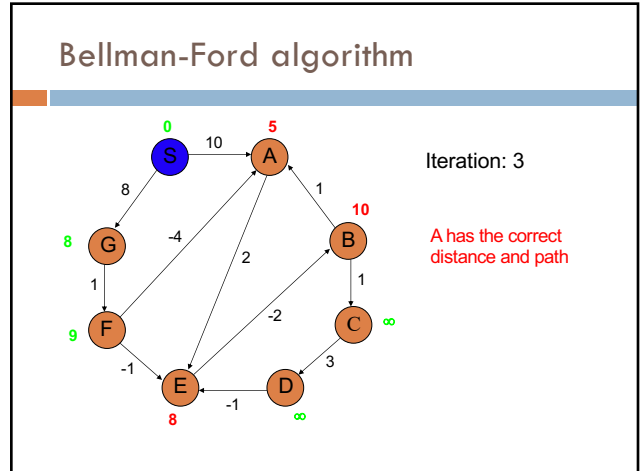 Bellman-Ford algorithm
0
5
10
S
A
Iteration: 3
8
1
10
-4
B
A has the correct
distance and path
8
G
2
1
1
-2
9
F
C
∞
-1
3
E
D
-1
8
∞